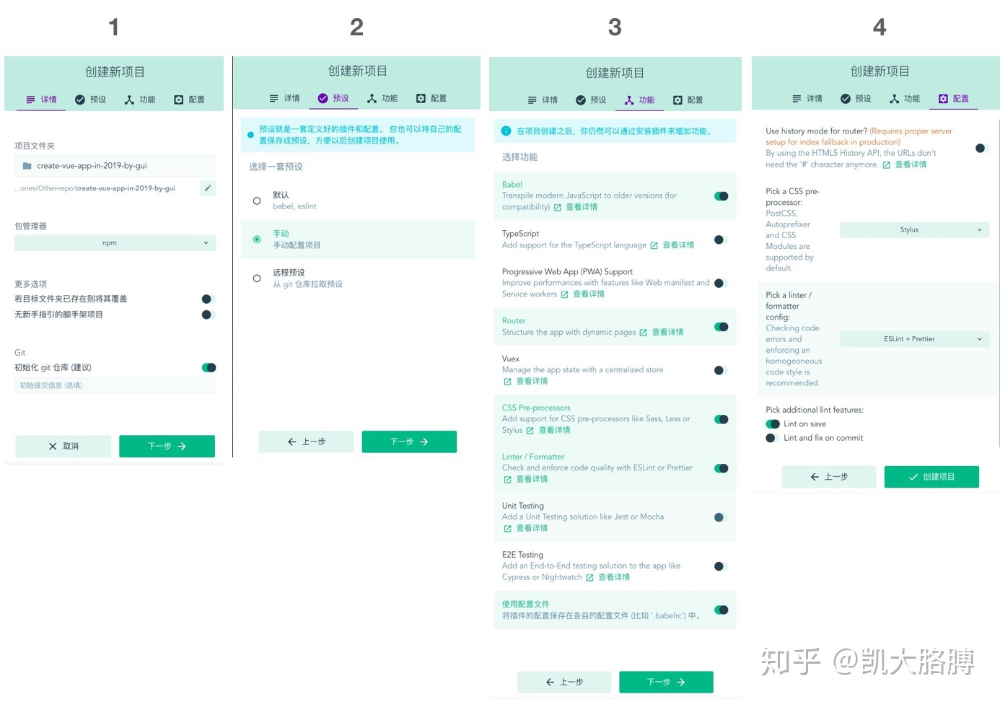 1
创建新项目
详情 预设 功能 配置
项目文件夹
create-vue-app-in-2019-by-gui
...ories/Other-repo/create-vue-app-in-2019-by-gui
包管理器
npm
更多选项
若目标文件夹已存在则将其覆盖
无新手指引的脚手架项目
Git
初始化 git 仓库 (建议)
初始提交信息 (选填)
取消 下一步
2
创建新项目
详情 预设 功能 配置
预设就是一套定义好的插件和配置。 你也可以将自己的配
置保存成预设，方便以后创建项目使用。
选择一套预设
默认
babel, eslint
手动
手动配置项目
远程预设
从 git 仓库拉取预设
上一步 下一步
3
创建新项目
详情 预设 功能 配置
在项目创建之后，你仍然可以通过安装插件来增加功能。
选择功能
Babel
Transpile modern JavaScript to older versions (for
compatibility) 查看详情
TypeScript
Add support for the TypeScript language 查看详情
Progressive Web App (PWA) Support
Improve performances with features like Web manifest and
Service workers 查看详情
Router
Structure the app with dynamic pages 查看详情
Vuex
Manage the app state with a centralized store
查看详情
CSS Pre-processors
Add support for CSS pre-processors like Sass, Less or
Stylus 查看详情
Linter / Formatter
Check and enforce code quality with ESLint or Prettier
查看详情
Unit Testing
Add a Unit Testing solution like Jest or Mocha
查看详情
E2E Testing
Add an End-to-End testing solution to the app like
Cypress or Nightwatch 查看详情
使用配置文件
将插件的配置保存在各自的配置文件 (比如 '.babelrc') 中。
上一步 下一步
4
创建新项目
详情 预设 功能 配置
Use history mode for router? (Requires proper server
setup for index fallback in production)
By using the HTML5 History API, the URLs don't
need the '#' character anymore. 查看详情
Pick a CSS pre-
processor:
PostCSS,
Autoprefixer
and CSS
Modules are
supported by
default.
Stylus
Pick a linter /
formatter
config:
Checking code
errors and
enforcing an
homogeoneous
code style is
recommended.
ESLint + Prettier
Pick additional lint features:
Lint on save
Lint and fix on commit
上一步 创建项目
知乎 @凯大胳膊